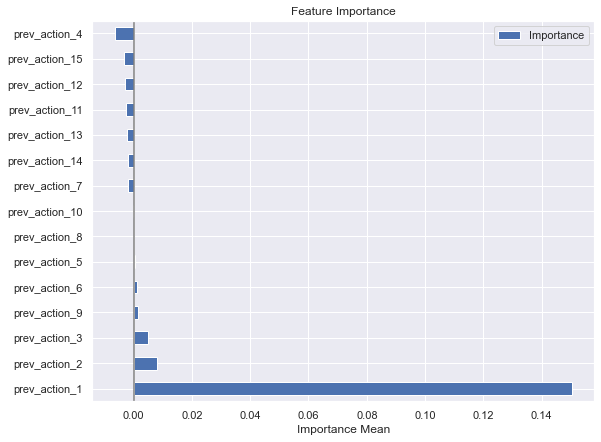 Feature Importance
Importance
prev_action_4
prev_action_15
prev_action_12
prev_action_11
prev_action_13
prev_action_14
prev_action_7
prev_action_10
prev_action_8
prev_action_5
prev_action_6
prev_action_9
prev_action_3
prev_action_2
prev_action_1
0.00 0.02 0.04 0.06 0.08 0.10 0.12 0.14
Importance Mean